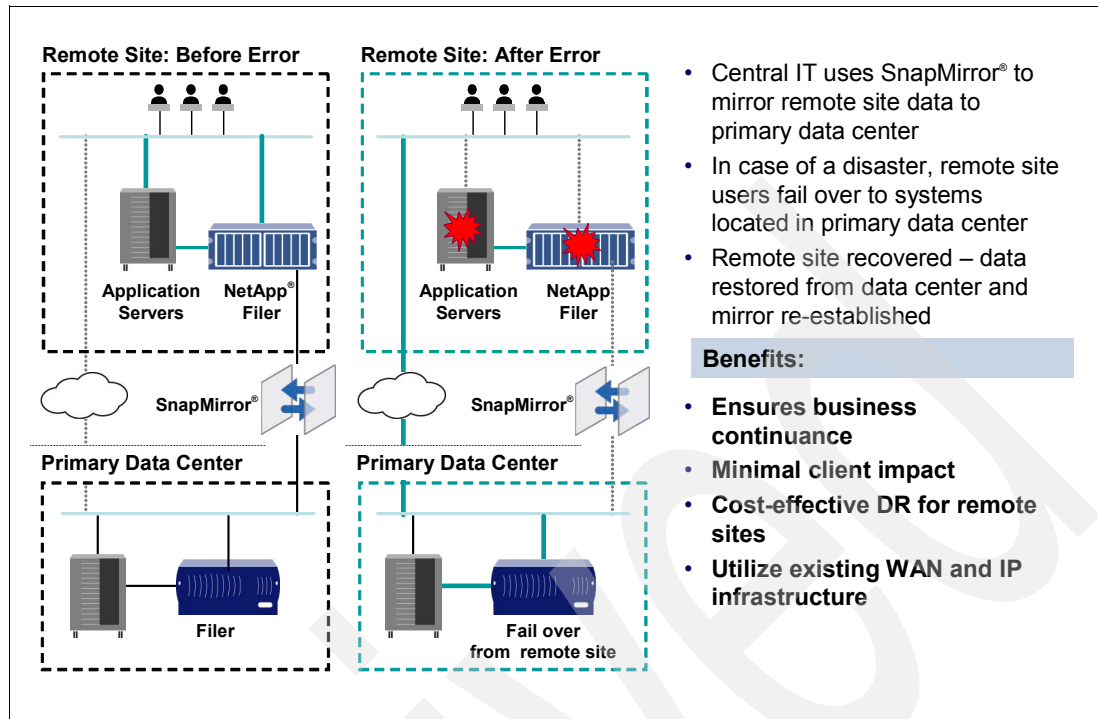 Remote Site: Before Error
Application
Servers
NetApp®
Filer
SnapMirror®
Primary Data Center
Filer
Remote Site: After Error
Application
Servers
NetApp
Filer
SnapMirror®
Primary Data Center
Fail over
from remote site
• Central IT uses SnapMirror® to
mirror remote site data to
primary data center
• In case of a disaster, remote site
users fail over to systems
located in primary data center
• Remote site recovered – data
restored from data center and
mirror re-established
Benefits:
• Ensures business
continuance
• Minimal client impact
• Cost-effective DR for remote
sites
• Utilize existing WAN and IP
infrastructure